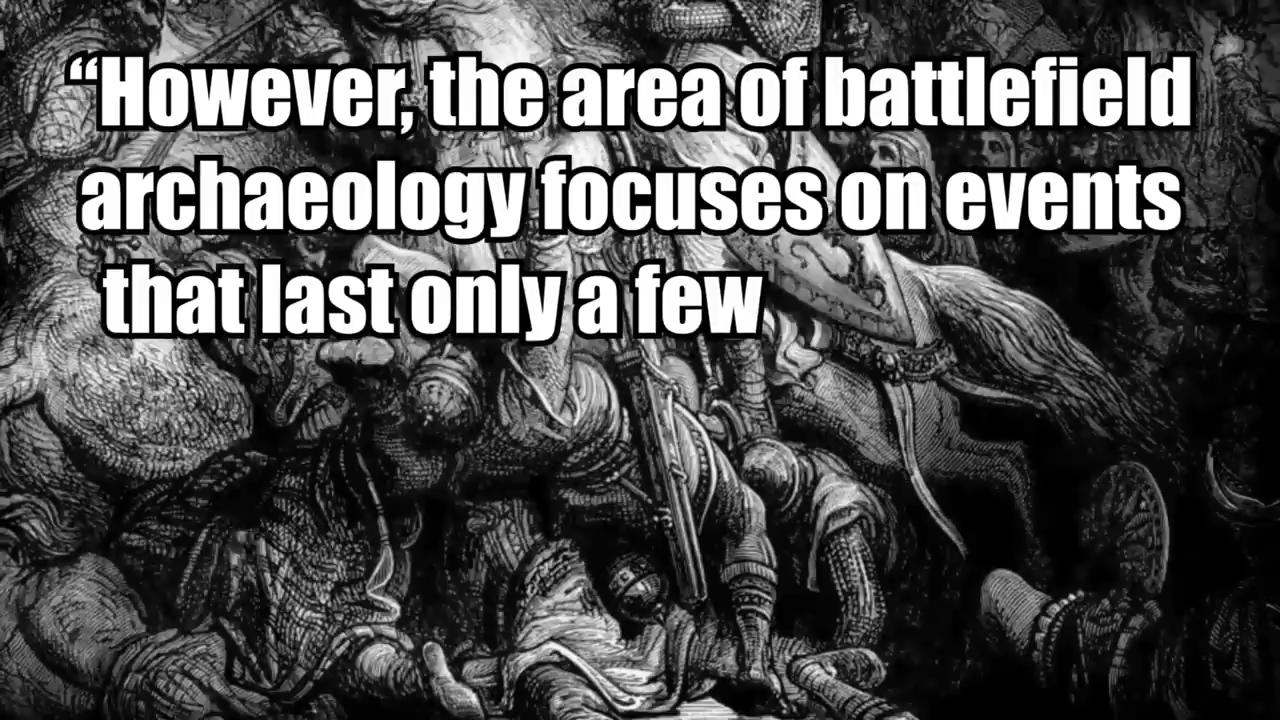 “However, the area of battlefield
archaeology focuses on events
that last only a few